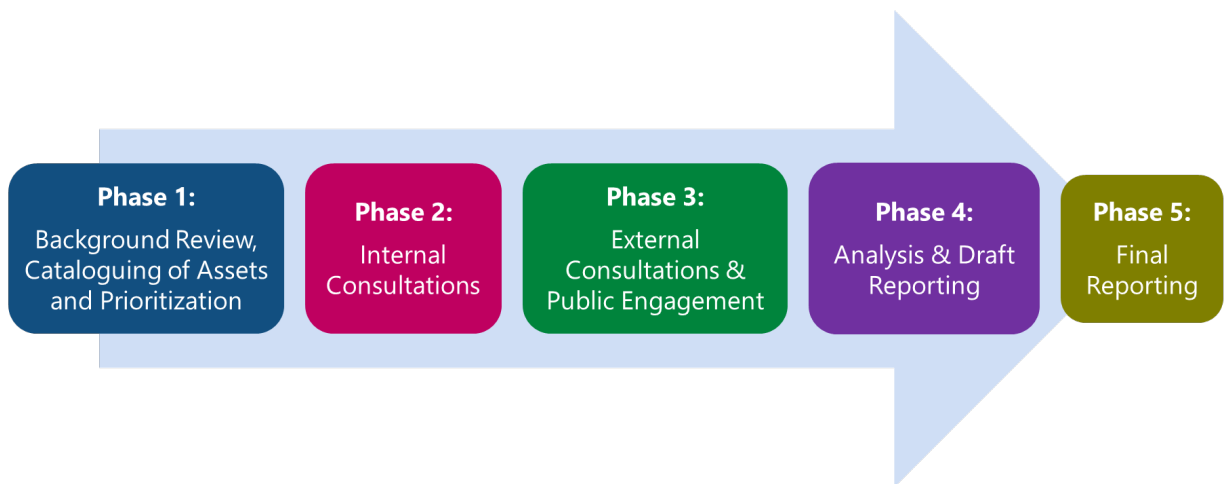 Phase 1:
Background Review,
Cataloguing of Assets
and Prioritization
Phase 2:
Internal
Consultations
Phase 3:
External
Consultations &
Public Engagement
Phase 4:
Analysis & Draft
Reporting
Phase 5:
Final
Reporting